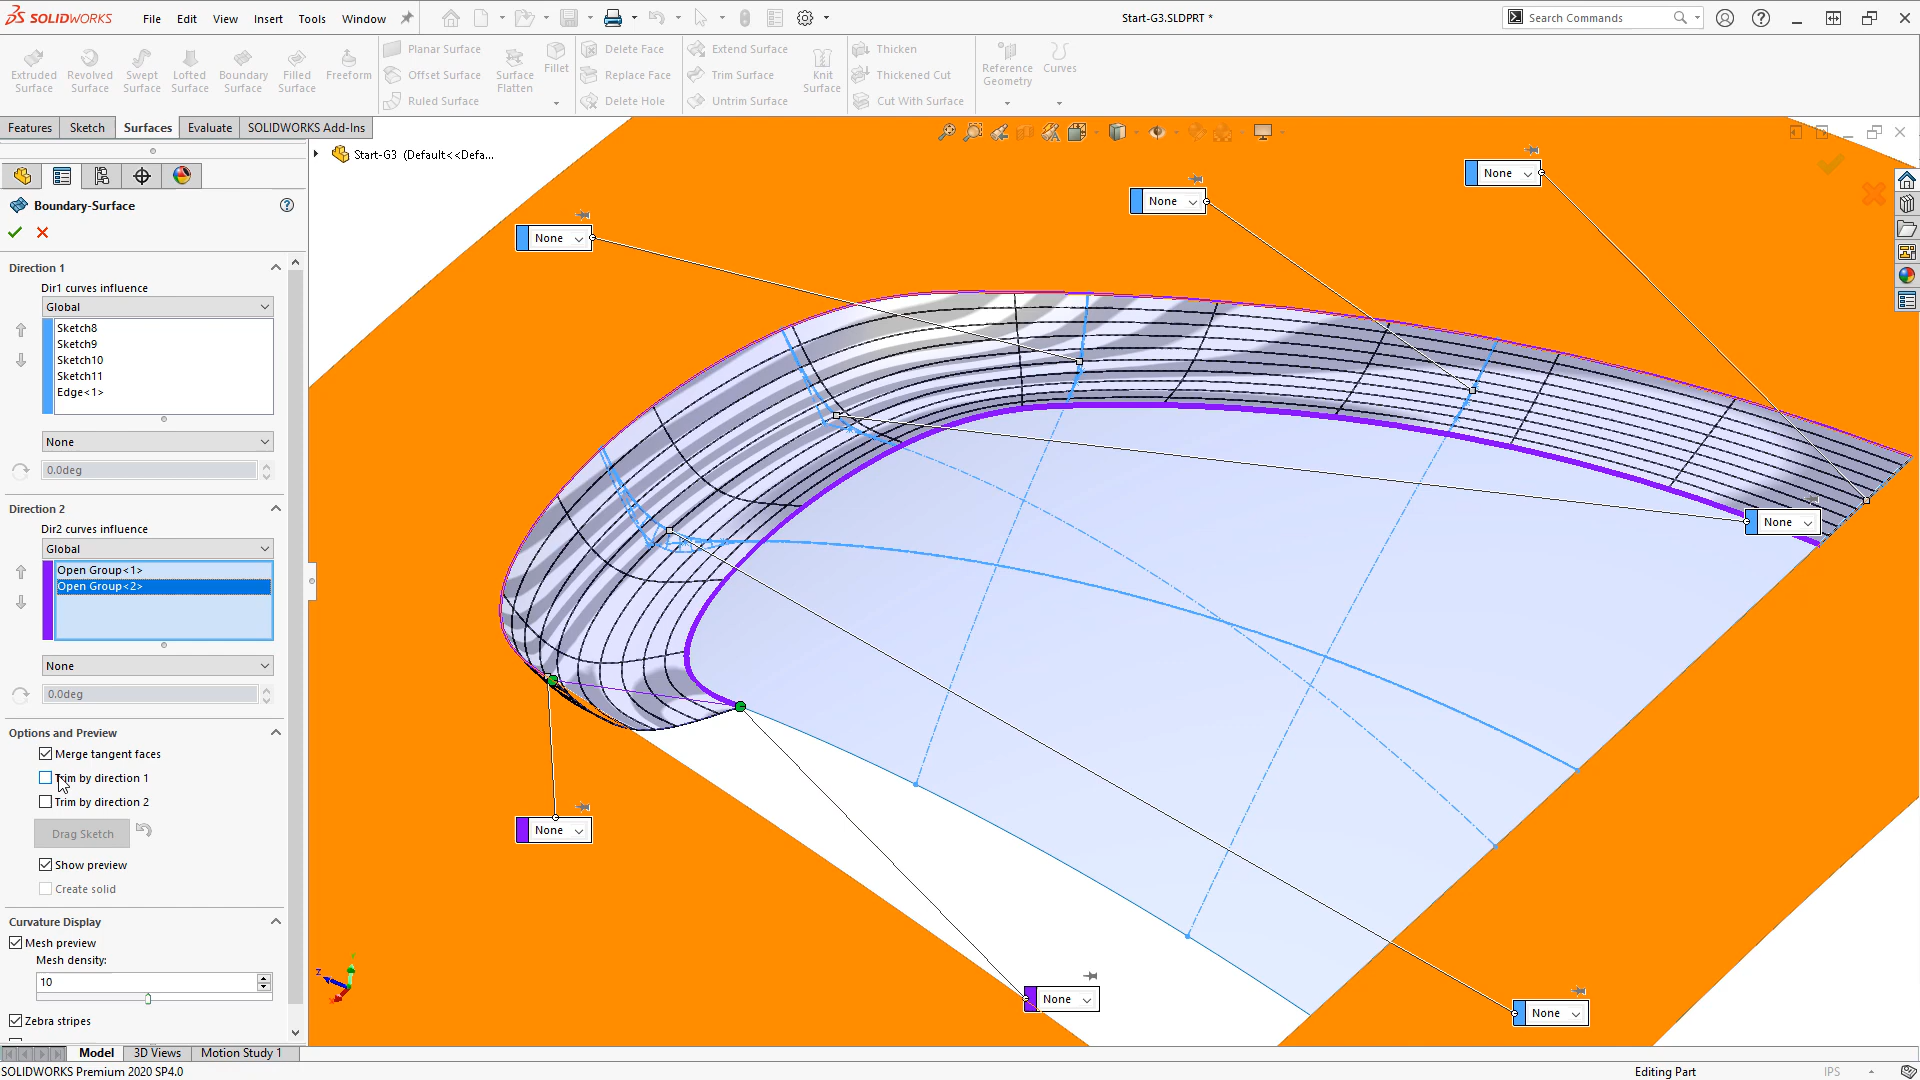 SOLIDWORKS File Edit View Insert Tools Window Start-G3.SLDPRT * Search Commands
Extruded Surface
Revolved Surface
Swept Surface
Lofted Surface
Boundary Surface
Filled Surface
Freeform
Planar Surface
Offset Surface
Ruled Surface
Surface Flatten
Fillet
Delete Face
Replace Face
Delete Hole
Extend Surface
Trim Surface
Untrim Surface
Knit Surface
Thicken
Thickened Cut
Cut With Surface
Reference Geometry
Curves
Features Sketch Surfaces Evaluate SOLIDWORKS Add-Ins
Start-G3 (Default<<Defa...
Boundary-Surface
Direction 1
Dir1 curves influence
Global
Sketch8
Sketch9
Sketch10
Sketch11
Edge<1>
None
0.0deg
Direction 2
Dir2 curves influence
Global
Open Group<1>
Open Group<2>
None
0.0deg
Options and Preview
Merge tangent faces
Trim by direction 1
Trim by direction 2
Drag Sketch
Show preview
Create solid
Curvature Display
Mesh preview
Mesh density:
10
Zebra stripes
None
None
None
None
None
None
None
z
Model 3D Views Motion Study 1
SOLIDWORKS Premium 2020 SP4.0 Editing Part IPS